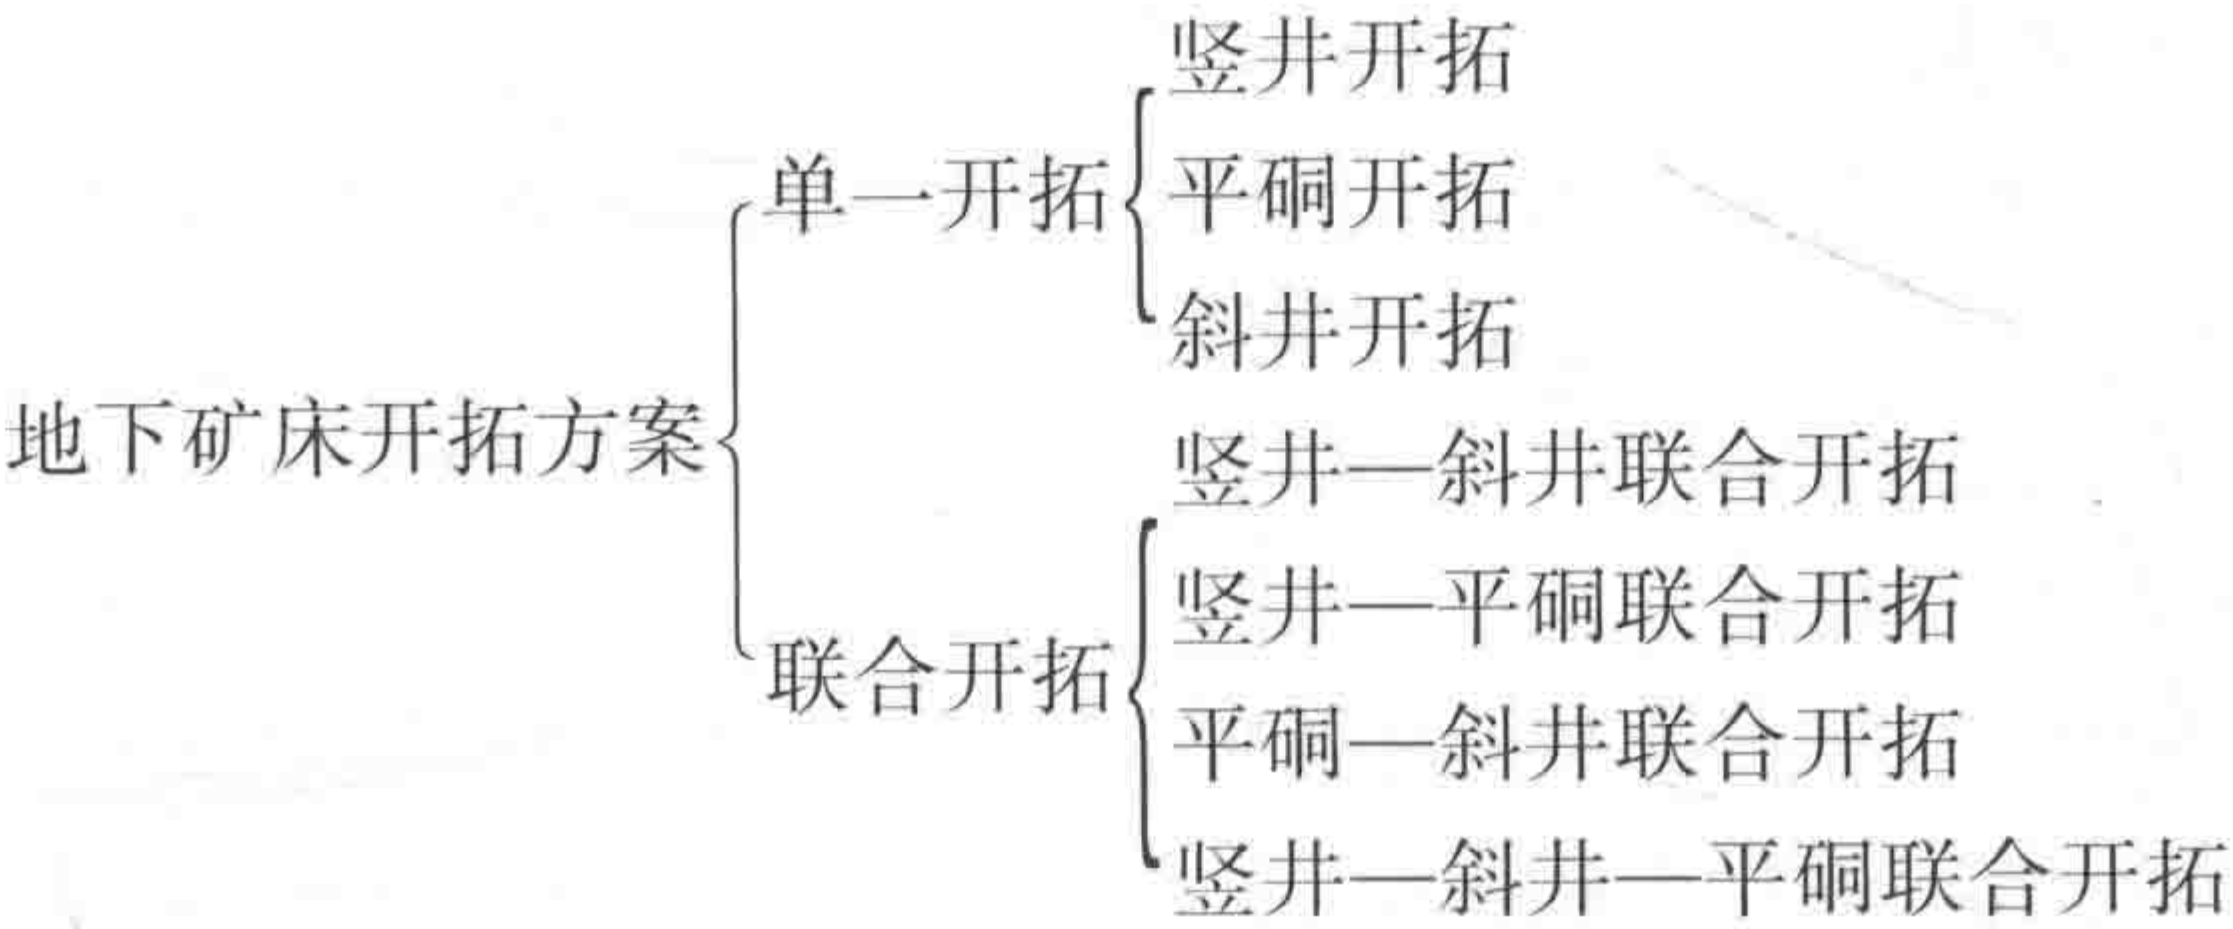 竖井开拓
单一开拓
平硐开拓
斜井开拓
地下矿床开拓方案
竖井—斜井联合开拓
竖井—平硐联合开拓
联合开拓
平硐—斜井联合开拓
竖井—斜井—平硐联合开拓